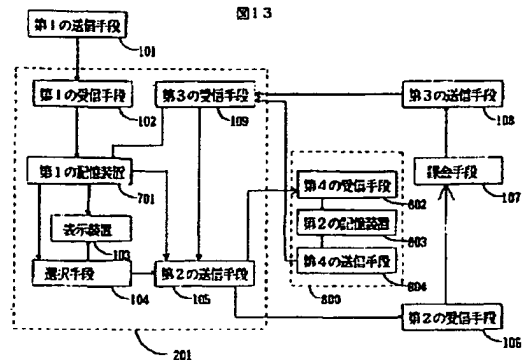 図13
第1の送信手段
101
第1の受信手段
102
第3の受信手段
109
第3の送信手段
108
第1の記憶装置
701
第4の受信手段
802
課金手段
107
表示装置
103
第2の記憶装置
803
選択手段
104
第2の送信手段
105
第4の送信手段
804
800
第2の受信手段
106
201